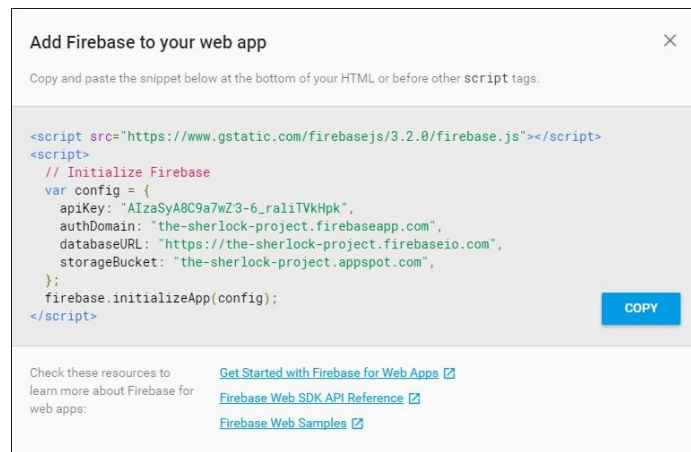 Add Firebase to your web app
Copy and paste the snippet below at the bottom of your HTML or before other script tags.
<script src="https://www.gstatic.com/firebasejs/3.2.0/firebase.js"></script>
<script>
// Initialize Firebase
var config = {
apiKey: "AIzaSyA8C9a7wZ3-6_raliTVkHpk",
authDomain: "the-sherlock-project.firebaseapp.com",
databaseURL: "https://the-sherlock-project.firebaseio.com",
storageBucket: "the-sherlock-project.appspot.com",
};
firebase.initializeApp(config);
</script>
COPY
Check these resources to
learn more about Firebase for
web apps:
Get Started with Firebase for Web Apps
Firebase Web SDK API Reference
Firebase Web Samples